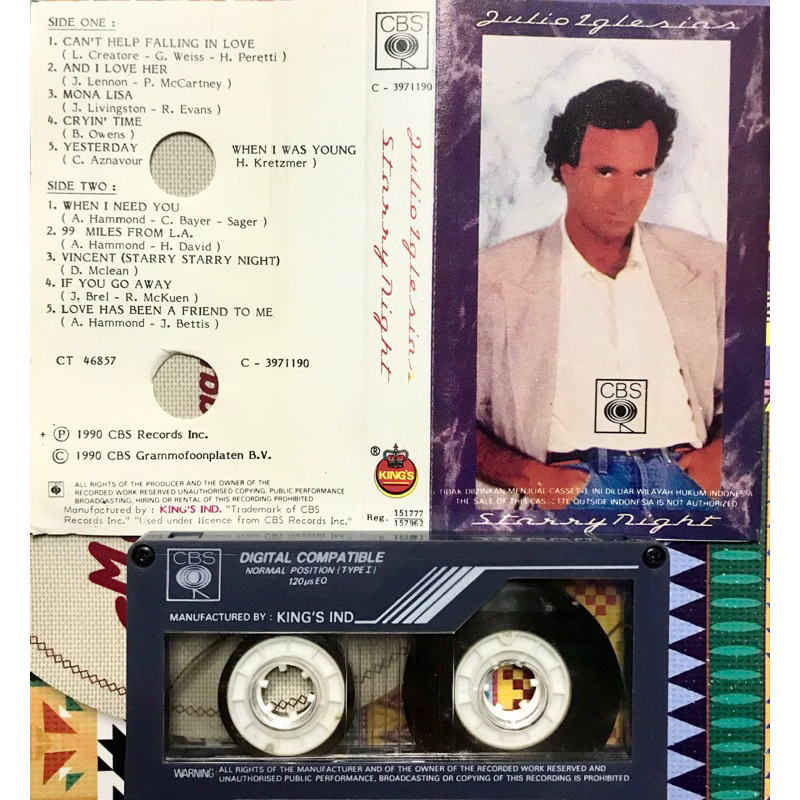 SIDE ONE :
1. CAN'T HELP FALLING IN LOVE
( L. Creatore - G. Weiss - H. Peretti )
2. AND I LOVE HER
( J. Lennon - P. McCartney )
3. MONA LISA
( J. Livingston - R. Evans )
4. CRYIN' TIME
( B. Owens )
5. YESTERDAY WHEN I WAS YOUNG
( C. Aznavour H. Kretzmer )
SIDE TWO :
1. WHEN I NEED YOU
( A. Hammond - C. Bayer - Sager )
2. 99 MILES FROM L.A.
( A. Hammond - H. David )
3. VINCENT (STARRY STARRY NIGHT)
( D. Mclean )
4. IF YOU GO AWAY
( J. Brel - R. McKuen )
5. LOVE HAS BEEN A FRIEND TO ME
( A. Hammond - J. Bettis )
CT 46857 C - 3971190
+ Ⓟ 1990 CBS Records Inc.
© 1990 CBS Grammofoonplaten B.V.
ALL RIGHTS OF THE PRODUCER AND THE OWNER OF THE
RECORDED WORK RESERVED UNAUTHORISED COPYING, PUBLIC PERFORMANCE
BROADCASTING, HIRING OR RENTAL OF THIS RECORDING PROHIBITED
Manufactured by : KING'S IND. "Trademark of CBS
Records Inc." "Used under licence from CBS Records Inc."
CBS
C - 3971190
Julio Iglesias
Starry Night
® KING'S
Reg. 151777
157962
Julio Iglesias
CBS
TIDAK DIIZINKAN MENJUAL CASSETTE INI DILUAR WILAYAH HUKUM INDONESIA
THE SALE OF THIS CASSETTE OUTSIDE INDONESIA IS NOT AUTHORIZED
Starry Night
CBS
DIGITAL COMPATIBLE
NORMAL POSITION (TYPE I)
120µs EQ
MANUFACTURED BY : KING'S IND.
WARNING: ALL RIGHTS OF THE MANUFACTURER AND OF THE OWNER OF THE RECORDED WORK RESERVED AND
UNAUTHORISED PUBLIC PERFORMANCE, BROADCASTING OR COPYING OF THIS RECORDING IS PROHIBITED.